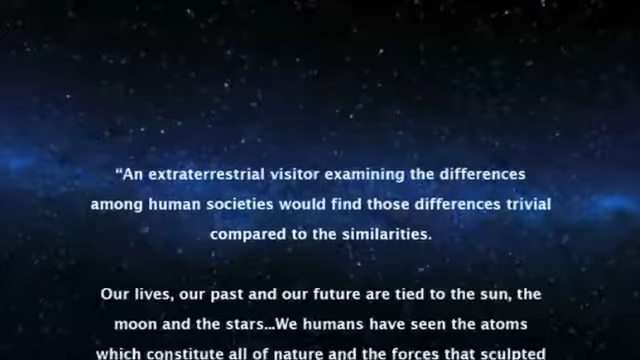 “An extraterrestrial visitor examining the differences
among human societies would find those differences trivial
compared to the similarities.
Our lives, our past and our future are tied to the sun, the
moon and the stars...We humans have seen the atoms
which constitute all of nature and the forces that sculpted